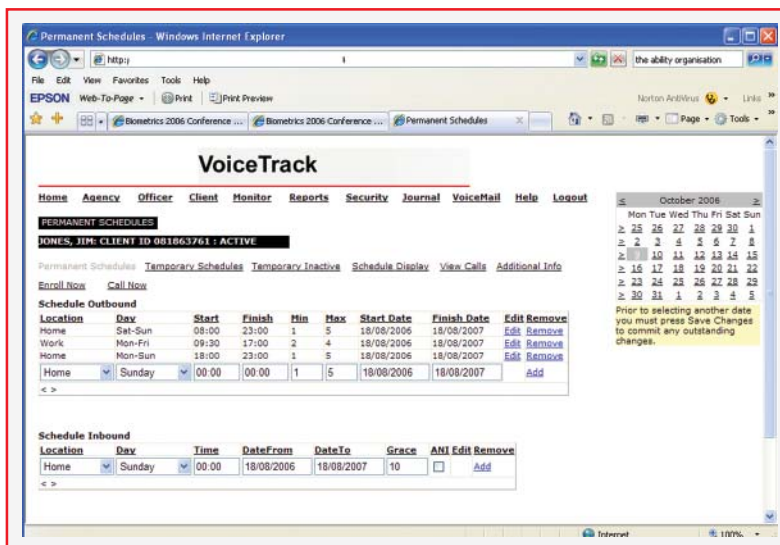 Permanent Schedules - Windows Internet Explorer
http:/
the ability organisation
File Edit View Favorites Tools Help
EPSON Web-To-Page Print Print Preview
Norton AntiVirus Links »
Biometrics 2006 Conference ... Biometrics 2006 Conference ... Permanent Schedules X
Page Tools »
VoiceTrack
Home Agency Officer Client Monitor Reports Security Journal VoiceMail Help Logout
PERMANENT SCHEDULES
JONES, JIM: CLIENT ID 081863761 : ACTIVE
Permanent Schedules Temporary Schedules Temporary Inactive Schedule Display View Calls Additional Info
Enroll Now Call Now
Schedule Outbound
Location Day Start Finish Min Max Start Date Finish Date Edit Remove
Home Sat-Sun 08:00 23:00 1 5 18/08/2006 18/08/2007 Edit Remove
Work Mon-Fri 09:30 17:00 2 4 18/08/2006 18/08/2007 Edit Remove
Home Mon-Sun 18:00 23:00 1 5 18/08/2006 18/08/2007 Edit Remove
Home Sunday 00:00 00:00 1 5 18/08/2006 18/08/2007 Add
< >
Schedule Inbound
Location Day Time DateFrom DateTo Grace ANI Edit Remove
Home Sunday 00:00 18/08/2006 18/08/2007 10 Add
< >
< October 2006 >
Mon Tue Wed Thu Fri Sat Sun
> 25 26 27 28 29 30 1
> 2 3 4 5 6 7 8
> 10 11 12 13 14 15
> 16 17 18 19 20 21 22
> 23 24 25 26 27 28 29
> 30 31 1 2 3 4 5
Prior to selecting another date
you must press Save Changes
to commit any outstanding
changes.
Internet 100%